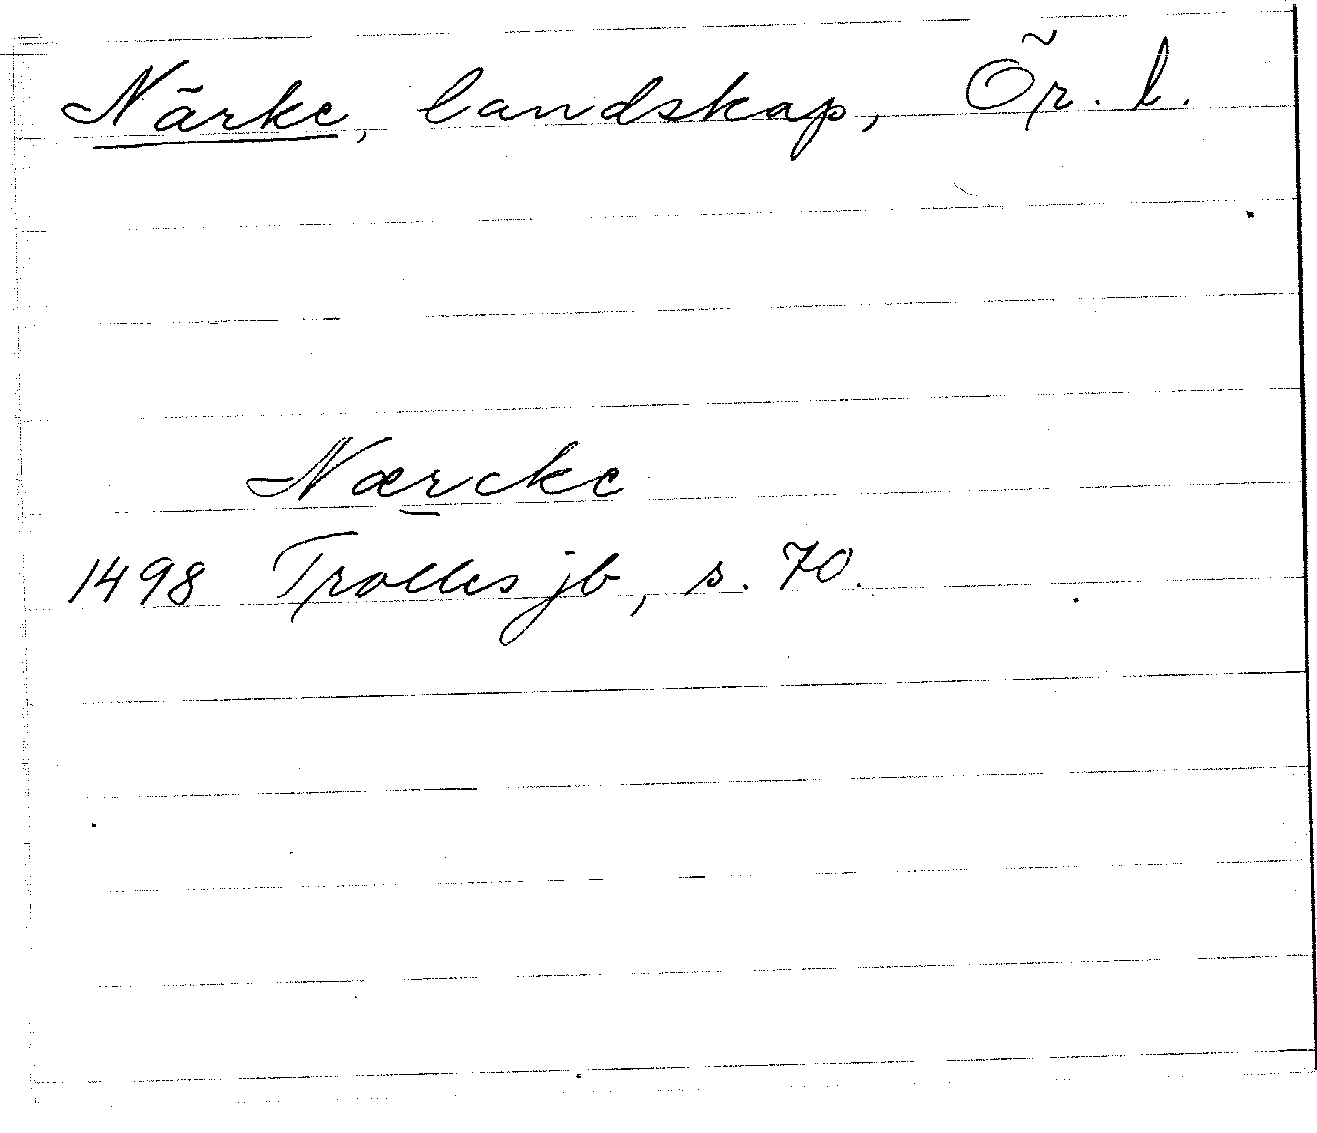 Närke, landskap, Ör. l.
Nærcke
1498 Trolles jb, s. 70.